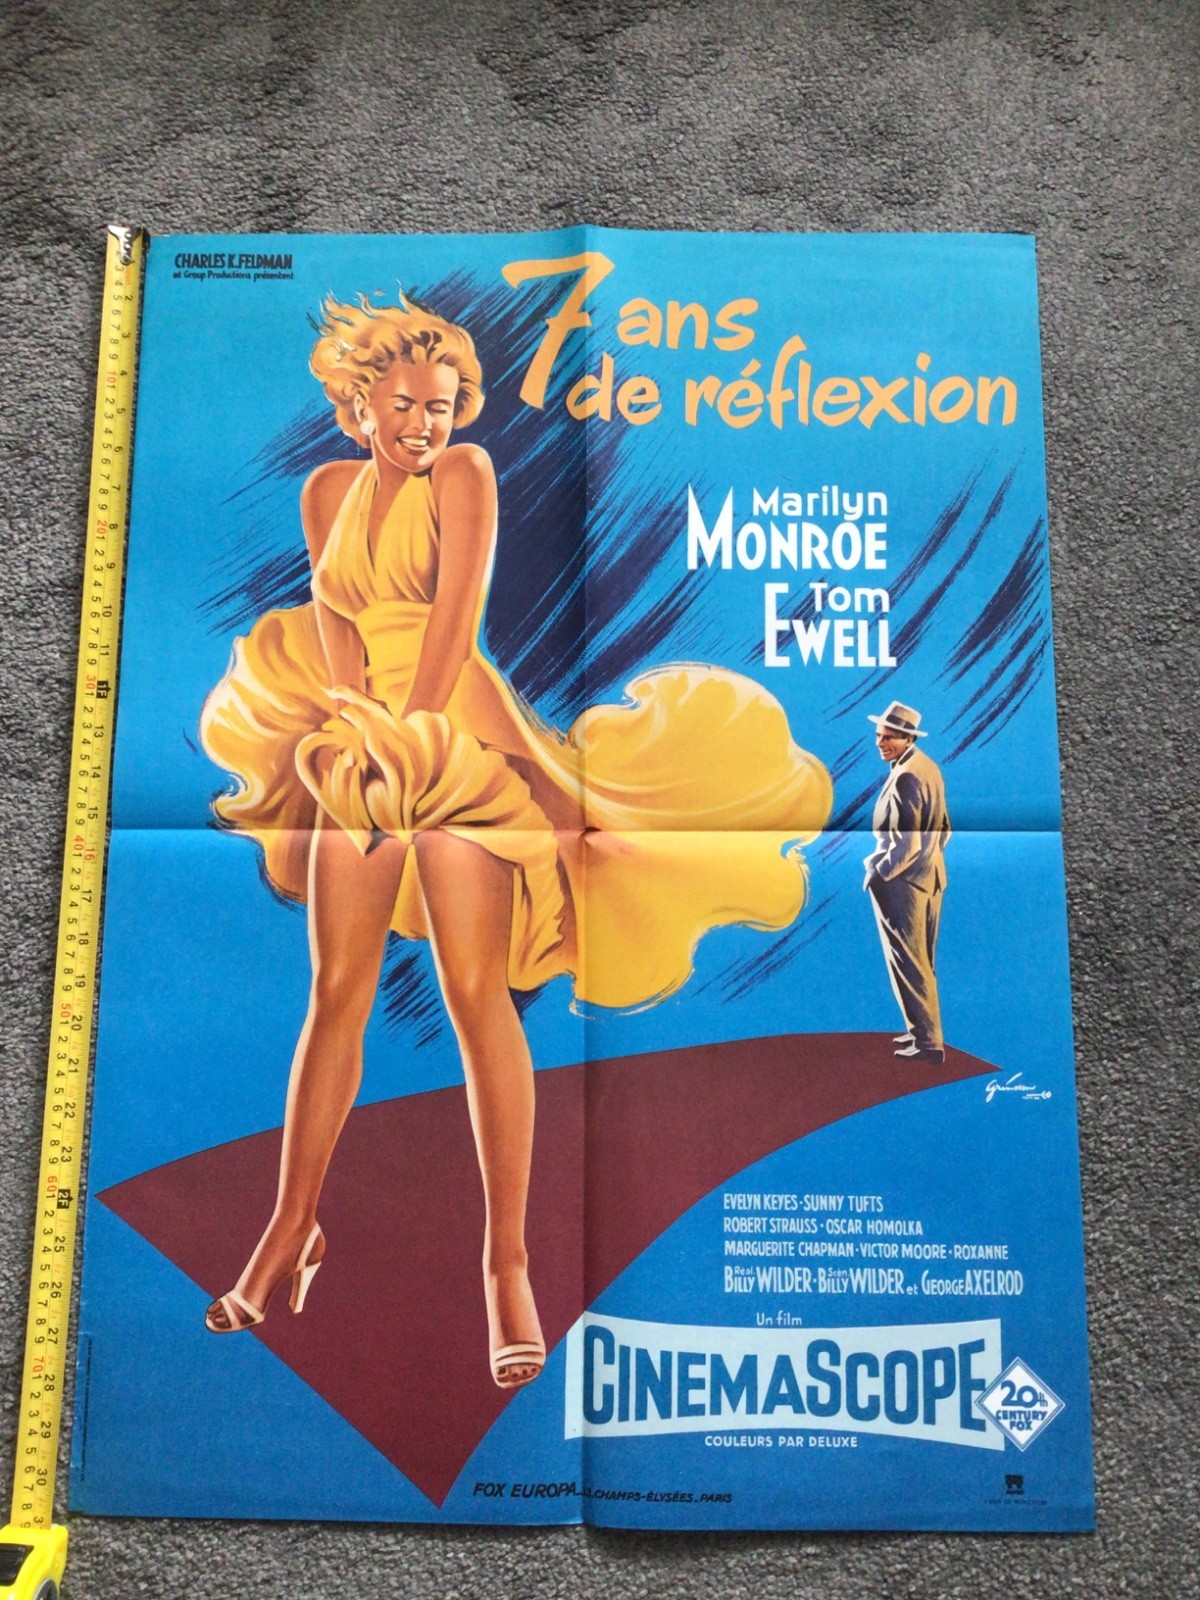 CHARLES K.FELDMAN
et Group Productions présentent
7 ans
de réflexion
Marilyn
MONROE
Tom
EWELL
EVELYN KEYES·SUNNY TUFTS
ROBERT STRAUSS·OSCAR HOMOLKA
MARGUERITE CHAPMAN·VICTOR MOORE·ROXANNE
Réal. BILLY WILDER·Scén. BILLY WILDER et GEORGE AXELROD
Un film
CINEMASCOPE
20th
CENTURY
FOX
COULEURS PAR DELUXE
FOX EUROPA CHAMPS-ÉLYSÉES.PARIS